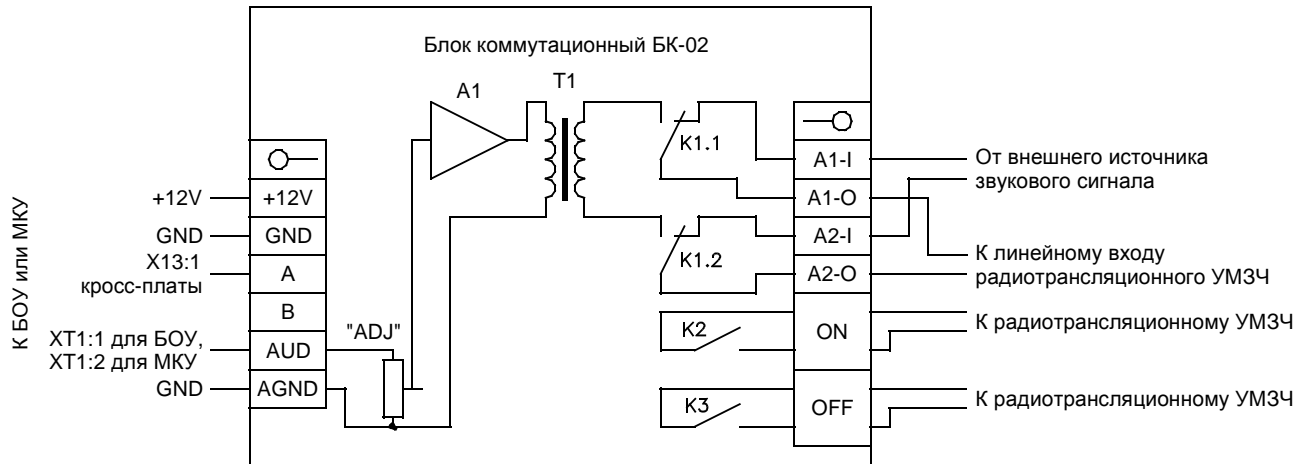 Блок коммутационный БК-02
T1
A1
"ADJ"
К БОУ или МКУ
+12V
GND
X13:1
кросс-платы
XT1:1 для БОУ,
XT1:2 для МКУ
GND
+12V
GND
A
B
AUD
AGND
K1.1
K1.2
K2
K3
A1-I
A1-O
A2-I
A2-O
ON
OFF
От внешнего источника
звукового сигнала
К линейному входу
радиотрансляционного УМЗЧ
К радиотрансляционному УМЗЧ
К радиотрансляционному УМЗЧ